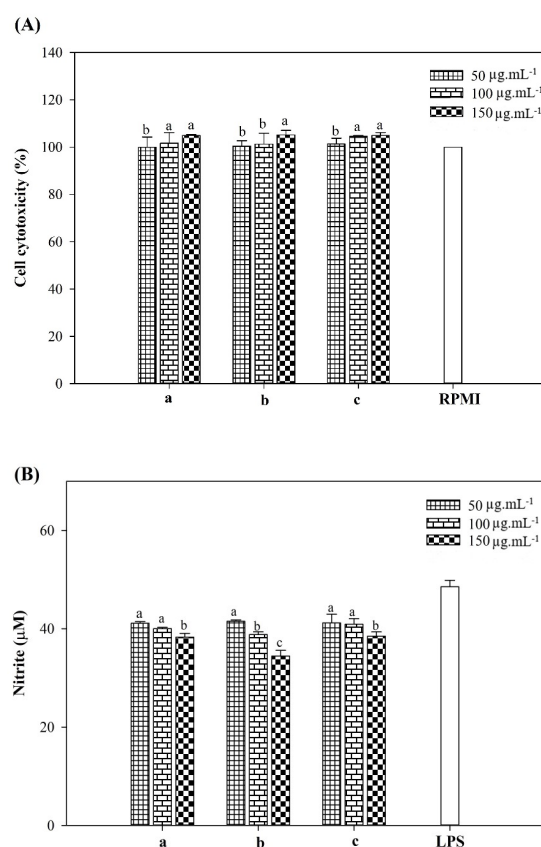 (A)
140
120
100
80
60
40
20
0
Cell cytotoxicity (%)
50 µg.mL⁻¹
100 µg.mL⁻¹
150 µg.mL⁻¹
b a a
b b a
b a a
a b c RPMI
(B)
60
40
20
0
Nitrite (µM)
50 µg.mL⁻¹
100 µg.mL⁻¹
150 µg.mL⁻¹
a a b
a b c
a a b
a b c LPS